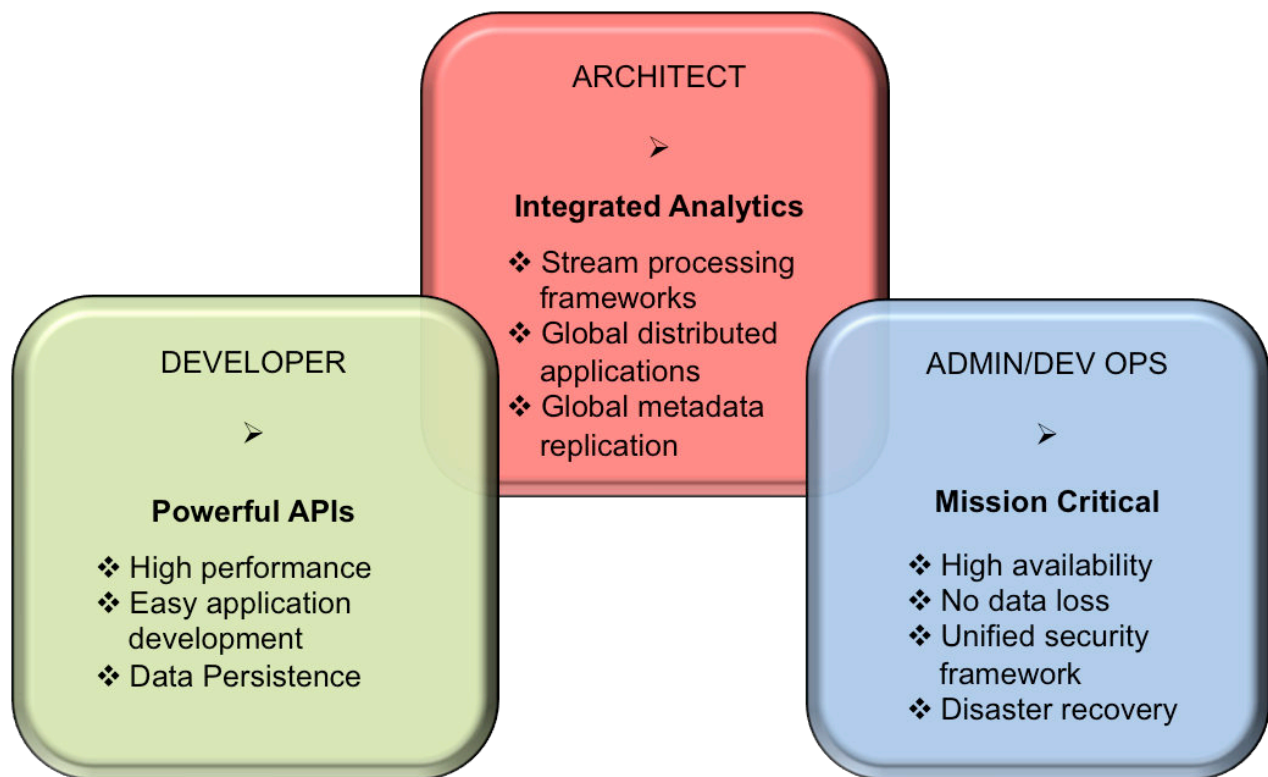 ARCHITECT
➢
Integrated Analytics
❖ Stream processing
frameworks
❖ Global distributed
applications
❖ Global metadada
replication
DEVELOPER
➢
Powerful APIs
❖ High performance
❖ Easy application
development
❖ Data Persistence
ADMIN/DEV OPS
➢
Mission Critical
❖ High availability
❖ No data loss
❖ Unified security
framework
❖ Disaster recovery